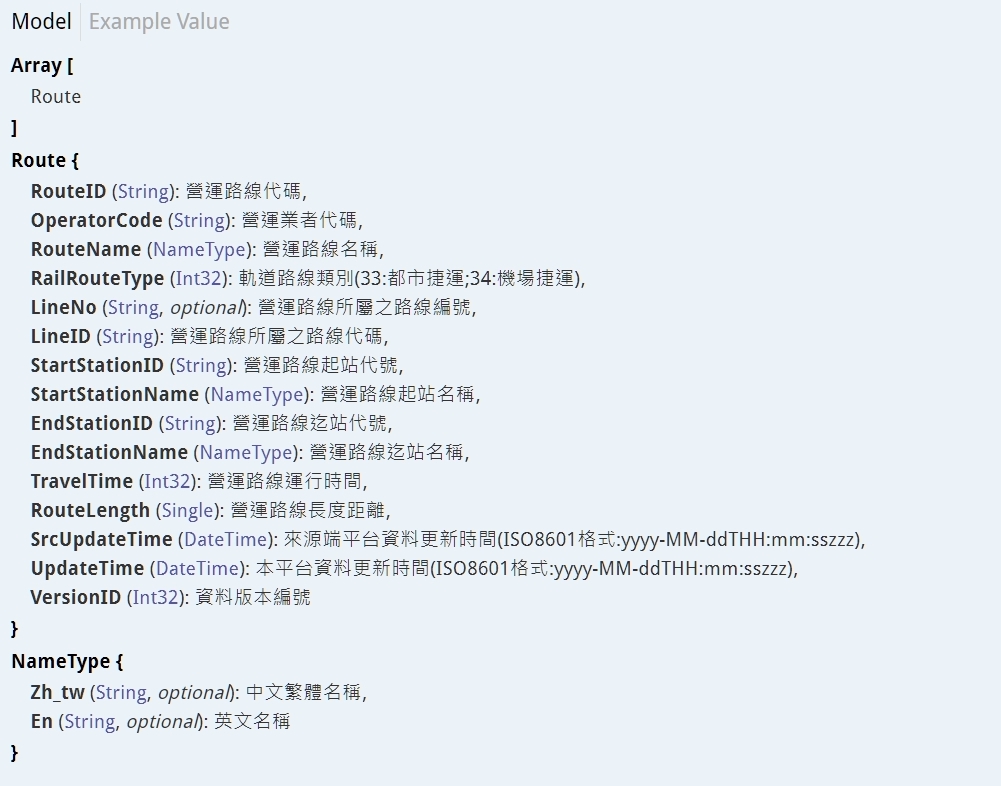 Model Example Value
Array [
Route
]
Route {
RouteID (String): 營運路線代碼,
OperatorCode (String): 營運業者代碼,
RouteName (NameType): 營運路線名稱,
RailRouteType (Int32): 軌道路線類別(33:都市捷運;34:機場捷運),
LineNo (String, optional): 營運路線所屬之路線編號,
LineID (String): 營運路線所屬之路線代碼,
StartStationID (String): 營運路線起站代號,
StartStationName (NameType): 營運路線起站名稱,
EndStationID (String): 營運路線迄站代號,
EndStationName (NameType): 營運路線迄站名稱,
TravelTime (Int32): 營運路線運行時間,
RouteLength (Single): 營運路線長度距離,
SrcUpdateTime (DateTime): 來源端平台資料更新時間(ISO8601格式:yyyy-MM-ddTHH:mm:sszzz),
UpdateTime (DateTime): 本平台資料更新時間(ISO8601格式:yyyy-MM-ddTHH:mm:sszzz),
VersionID (Int32): 資料版本編號
}
NameType {
Zh_tw (String, optional): 中文繁體名稱,
En (String, optional): 英文名稱
}